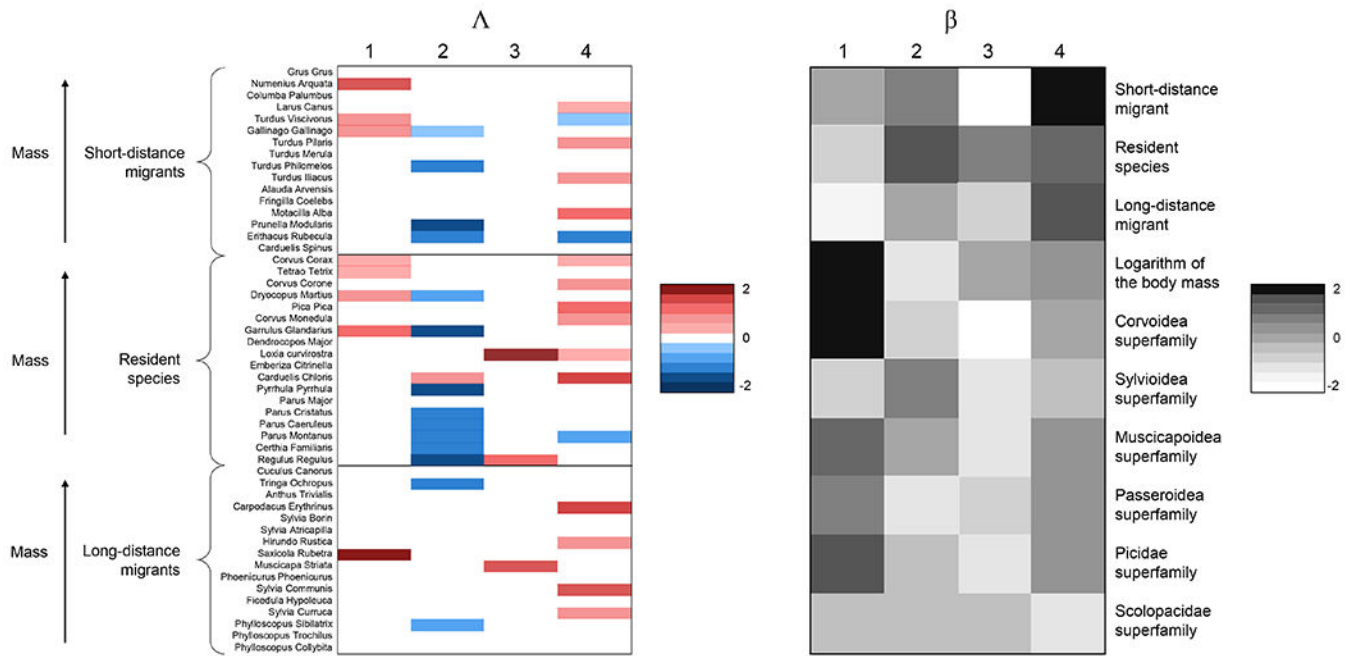 Λ
β
1 2 3 4
1 2 3 4
Mass
Short-distance
migrants
Grus Grus
Numenius Arquata
Columba Palumbus
Larus Canus
Turdus Viscivorus
Gallinago Gallinago
Turdus Pilaris
Turdus Merula
Turdus Philomelos
Turdus Iliacus
Alauda Arvensis
Fringilla Coelebs
Motacilla Alba
Prunella Modularis
Erithacus Rubecula
Carduelis Spinus
Mass
Resident
species
Corvus Corax
Tetrao Tetrix
Corvus Corone
Dryocopus Martius
Pica Pica
Corvus Monedula
Garrulus Glandarius
Dendrocopos Major
Loxia curvirostra
Emberiza Citrinella
Carduelis Chloris
Pyrrhula Pyrrhula
Parus Major
Parus Cristatus
Parus Caeruleus
Parus Montanus
Certhia Familiaris
Regulus Regulus
Mass
Long-distance
migrants
Cuculus Canorus
Tringa Ochropus
Anthus Trivialis
Carpodacus Erythrinus
Sylvia Borin
Sylvia Atricapilla
Hirundo Rustica
Saxicola Rubetra
Muscicapa Striata
Phoenicurus Phoenicurus
Sylvia Communis
Ficedula Hypoleuca
Sylvia Curruca
Phylloscopus Sibilatrix
Phylloscopus Trochilus
Phylloscopus Collybita
2
0
-2
Short-distance
migrant
Resident
species
Long-distance
migrant
Logarithm of
the body mass
Corvoidea
superfamily
Sylvioidea
superfamily
Muscicapoidea
superfamily
Passeroidea
superfamily
Picidae
superfamily
Scolopacidae
superfamily
2
0
-2